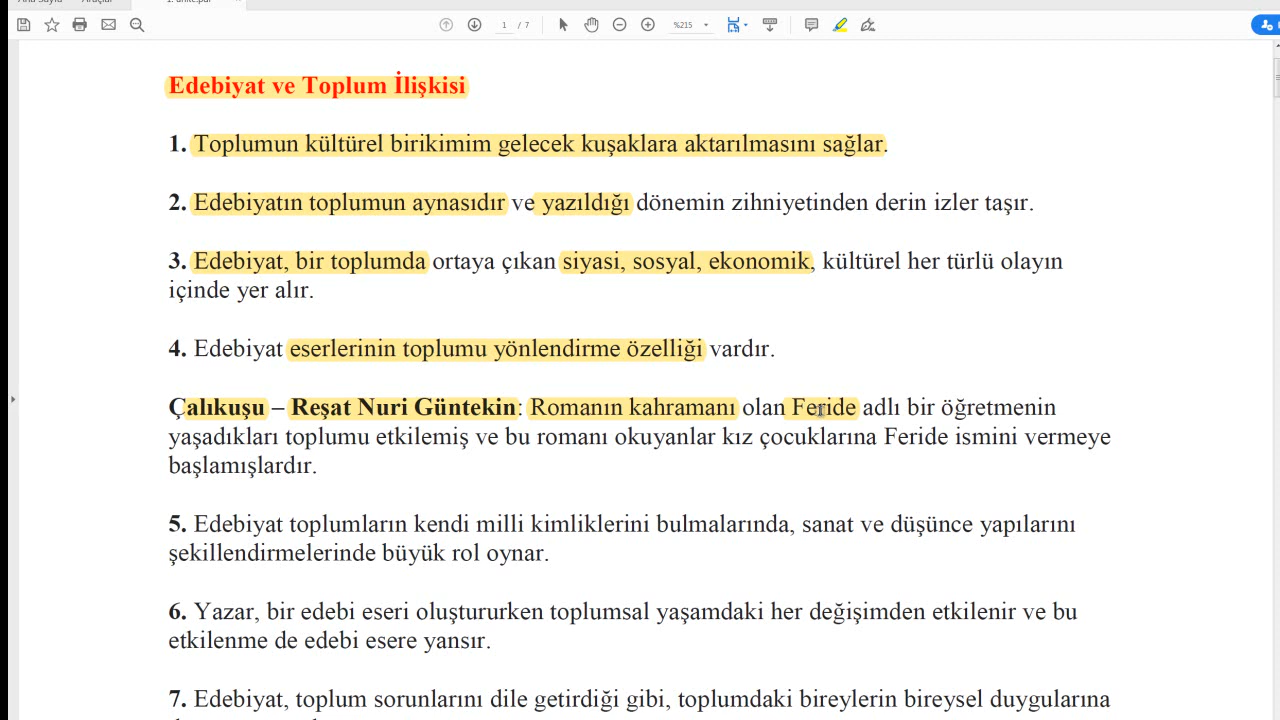 1 / 7
%215
Edebiyat ve Toplum İlişkisi
1. Toplumun kültürel birikimim gelecek kuşaklara aktarılmasını sağlar.
2. Edebiyatın toplumun aynasıdır ve yazıldığı dönemin zihniyetinden derin izler taşır.
3. Edebiyat, bir toplumda ortaya çıkan siyasi, sosyal, ekonomik, kültürel her türlü olayın
içinde yer alır.
4. Edebiyat eserlerinin toplumu yönlendirme özelliği vardır.
Çalıkuşu – Reşat Nuri Güntekin: Romanın kahramanı olan Feride adlı bir öğretmenin
yaşadıkları toplumu etkilemiş ve bu romanı okuyanlar kız çocuklarına Feride ismini vermeye
başlamışlardır.
5. Edebiyat toplumların kendi milli kimliklerini bulmalarında, sanat ve düşünce yapılarını
şekillendirmelerinde büyük rol oynar.
6. Yazar, bir edebi eseri oluştururken toplumsal yaşamdaki her değişimden etkilenir ve bu
etkilenme de edebi esere yansır.
7. Edebiyat, toplum sorunlarını dile getirdiği gibi, toplumdaki bireylerin bireysel duygularına